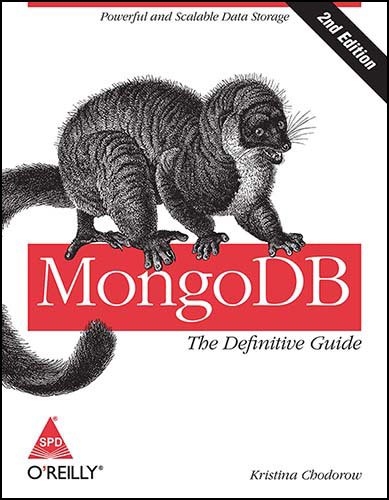 Powerful and Scalable Data Storage
2nd Edition
MongoDB
The Definitive Guide
SPD
O'REILLY®
Kristina Chodorow